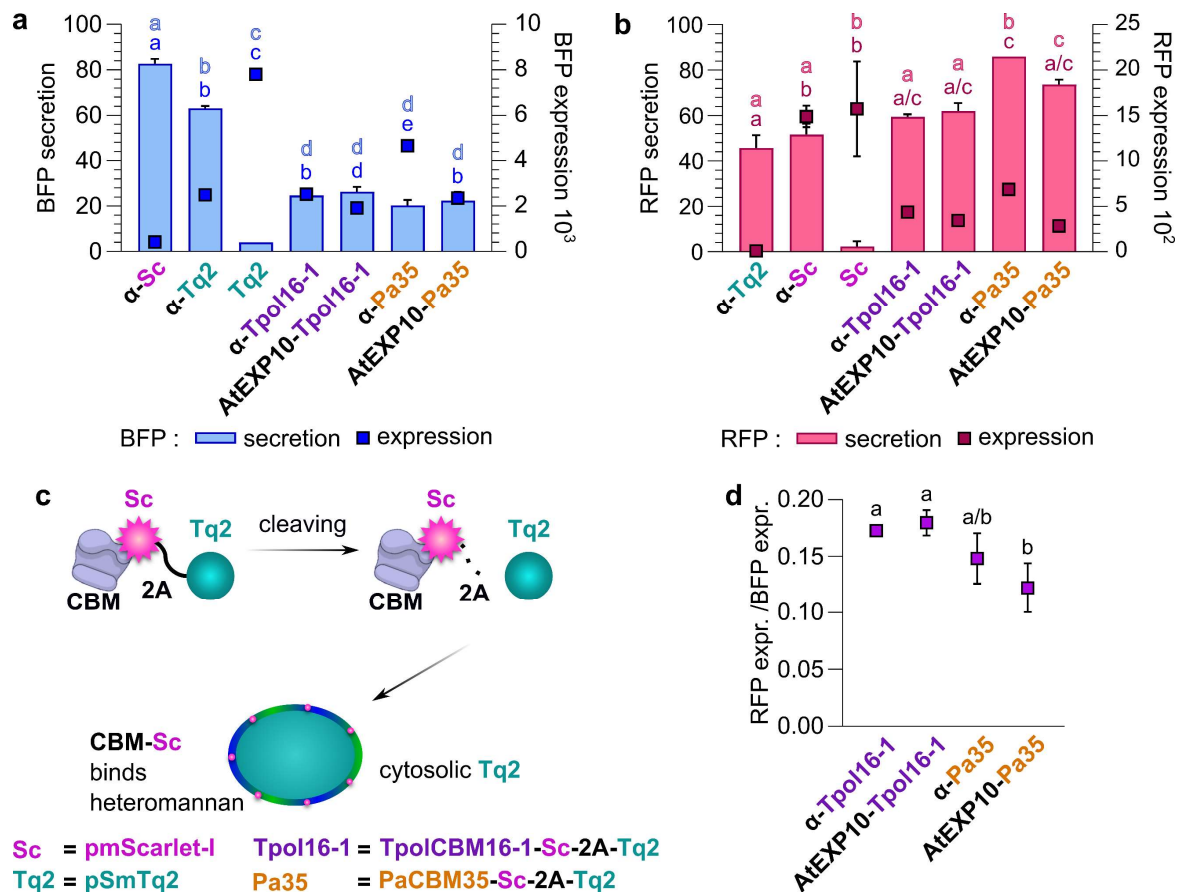 a
100
80
60
40
20
0
BFP secretion
10
8
6
4
2
0
BFP expression 10³
a
a
b
b
c
c
d
b
d
d
d
e
d
b
α-Sc
α-Tq2
Tq2
α-Tpol16-1
AtEXP10-Tpol16-1
α-Pa35
AtEXP10-Pa35
BFP : secretion expression
b
100
80
60
40
20
0
RFP secretion
25
20
15
10
5
0
RFP expression 10²
a
a
a
b
b
b
a
a/c
a
a/c
b
c
c
a/c
α-Tq2
α-Sc
Sc
α-Tpol16-1
AtEXP10-Tpol16-1
α-Pa35
AtEXP10-Pa35
RFP : secretion expression
c
Sc
Tq2
CBM
2A
cleaving
Sc
Tq2
CBM
2A
CBM-Sc
binds
heteromannan
cytosolic Tq2
Sc = pmScarlet-I Tpol16-1 = TpolCBM16-1-Sc-2A-Tq2
Tq2 = pSmTq2 Pa35 = PaCBM35-Sc-2A-Tq2
d
0.20
0.15
0.10
0.05
0.00
RFP expr. /BFP expr.
a
a
a/b
b
α-Tpol16-1
AtEXP10-Tpol16-1
α-Pa35
AtEXP10-Pa35